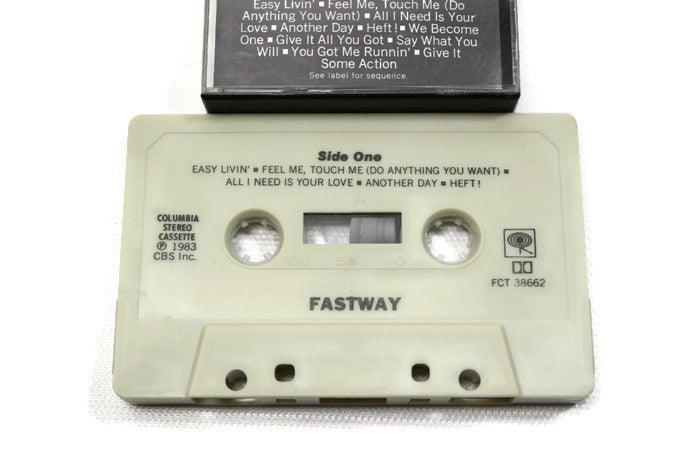 Easy Livin' ▪ Feel Me, Touch Me (Do
Anything You Want) ▪ All I Need Is Your
Love ▪ Another Day ▪ Heft! ▪ We Become
One ▪ Give It All You Got ▪ Say What You
Will ▪ You Got Me Runnin' ▪ Give It
Some Action
See label for sequence.
Side One
EASY LIVIN' ▪ FEEL ME, TOUCH ME (DO ANYTHING YOU WANT) ▪
ALL I NEED IS YOUR LOVE ▪ ANOTHER DAY ▪ HEFT!
COLUMBIA
STEREO
CASSETTE
℗ 1983
CBS Inc.
100 50 0
FCT 38662
FASTWAY